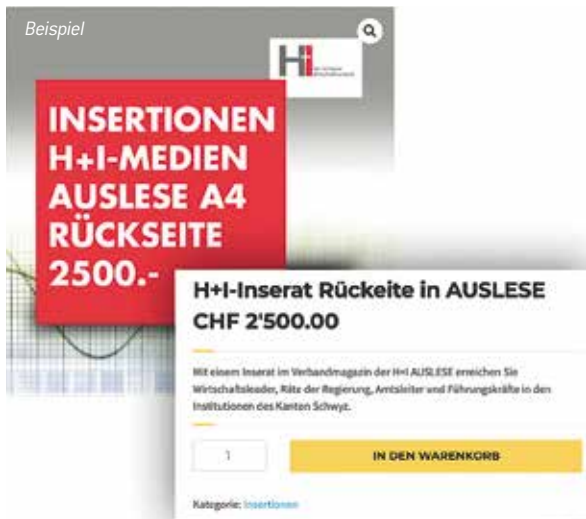 Beispiel
H+I
INSERTIONEN
H+I-MEDIEN
AUSLESE A4
RÜCKSEITE
2500.-
H+I-Inserat Rückeite in AUSLESE
CHF 2'500.00
Mit einem Inserat im Verbandmagazin der H+I AUSLESE erreichen Sie
Wirtschaftsleader, Räte der Regierung, Amtsleiter und Führungskräfte in den
Institutionen des Kanton Schwyz.
1
IN DEN WARENKORB
Kategorie: Insertionen